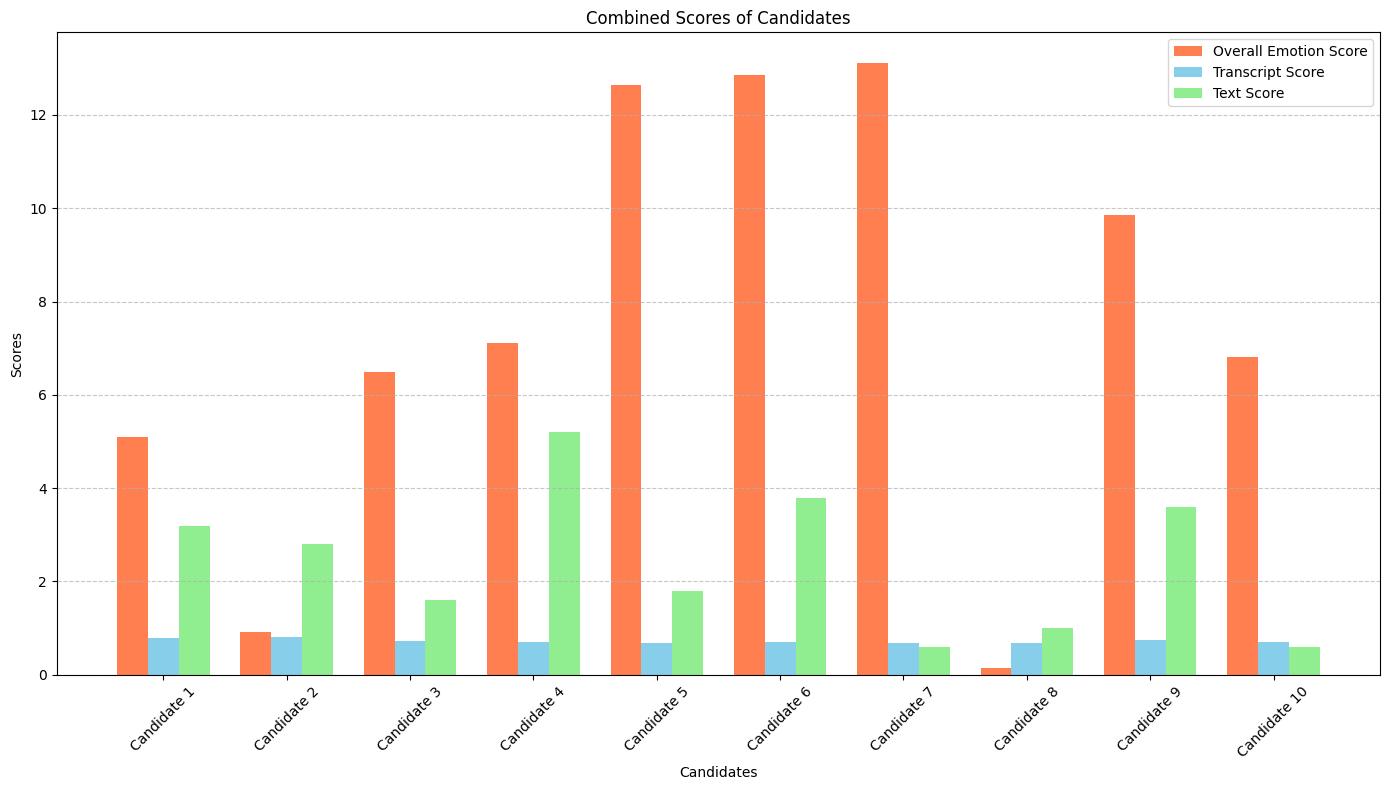 Combined Scores of Candidates
Overall Emotion Score
Transcript Score
Text Score
Scores
12
10
8
6
4
2
0
Candidate 1
Candidate 2
Candidate 3
Candidate 4
Candidate 5
Candidate 6
Candidate 7
Candidate 8
Candidate 9
Candidate 10
Candidates